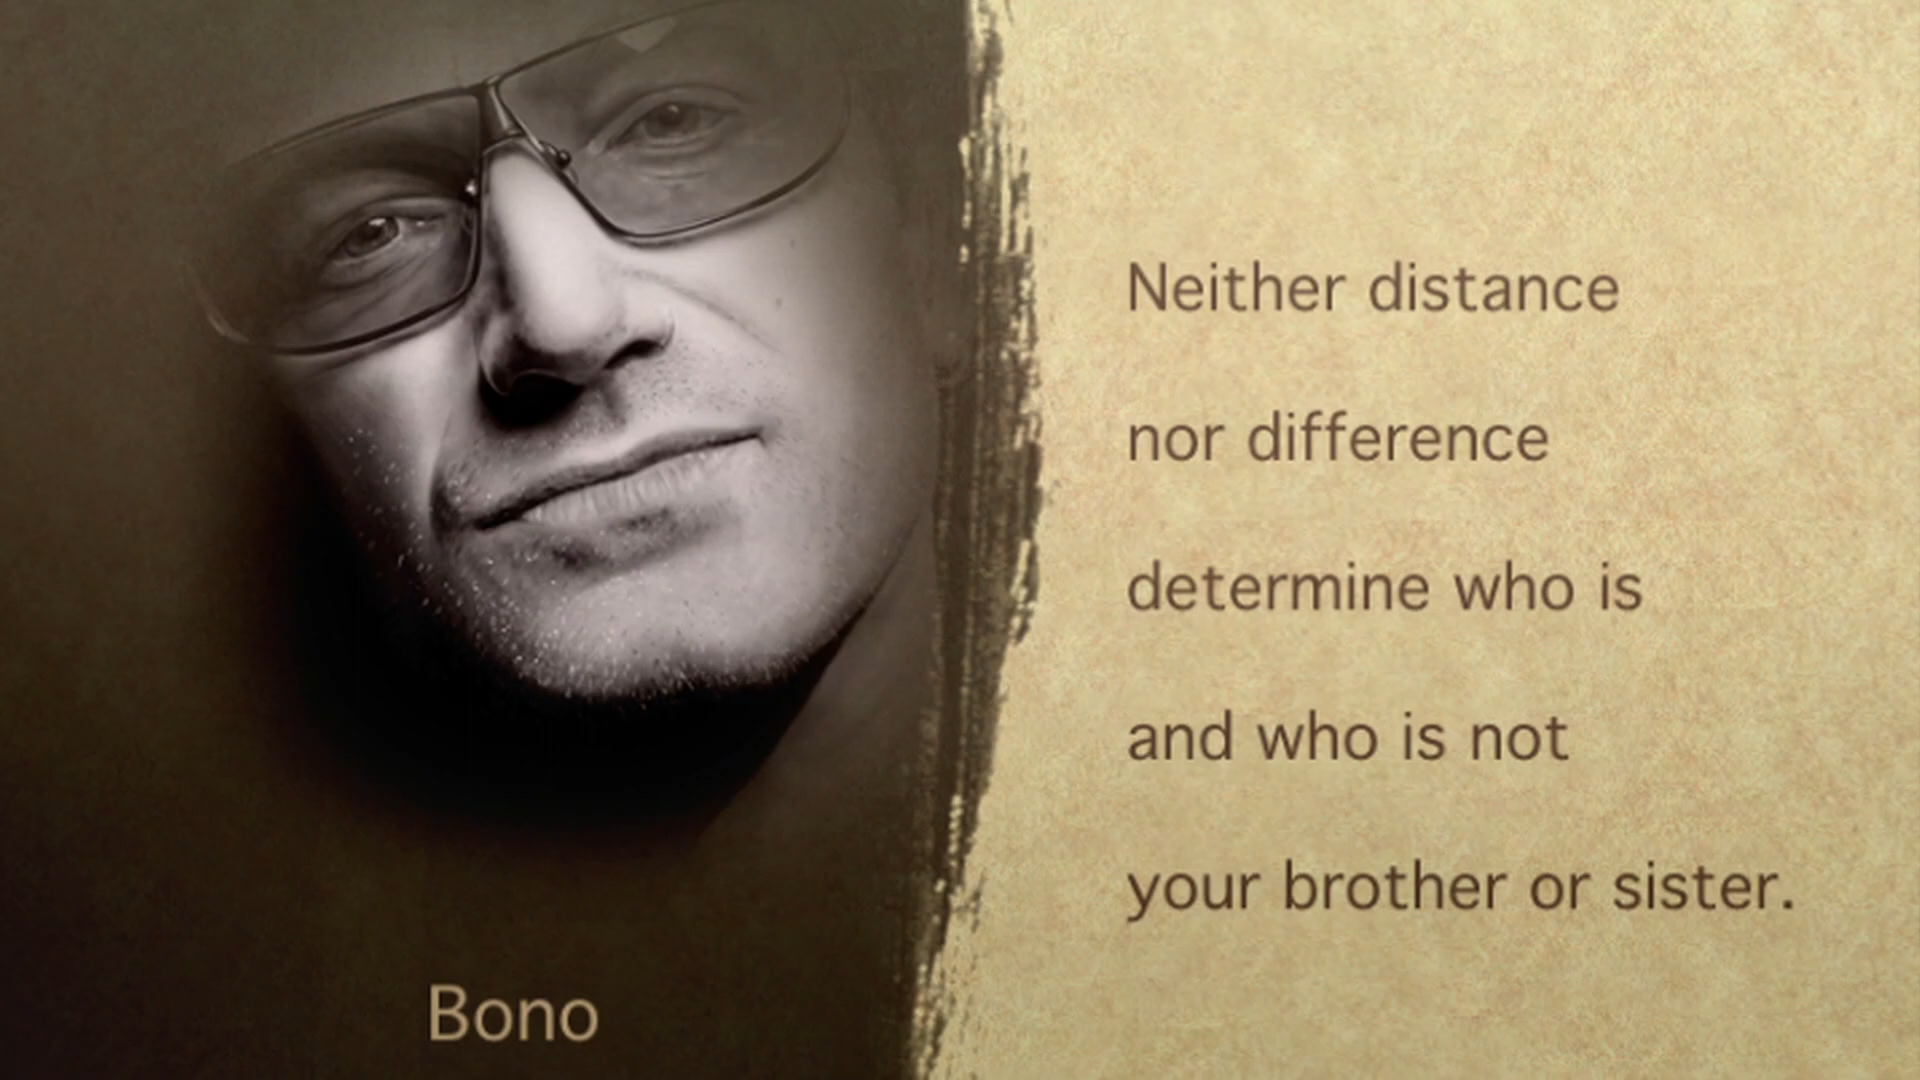 Neither distance
nor difference
determine who is
and who is not
your brother or sister.
Bono